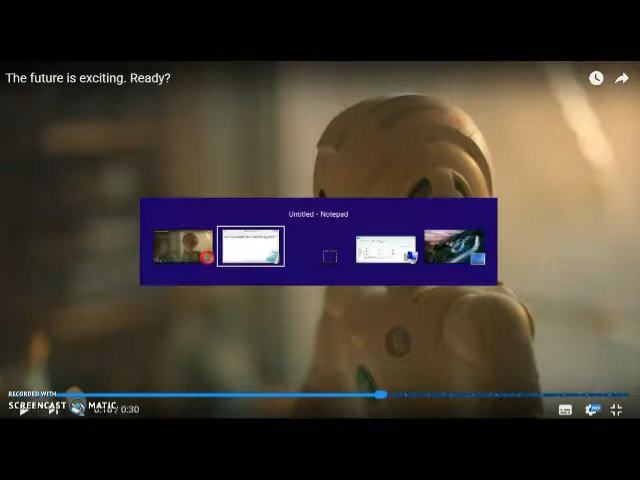 The future is exciting. Ready?
Untitled - Notepad
RECORDED WITH
SCREENCAST MATIC
/ 0:30